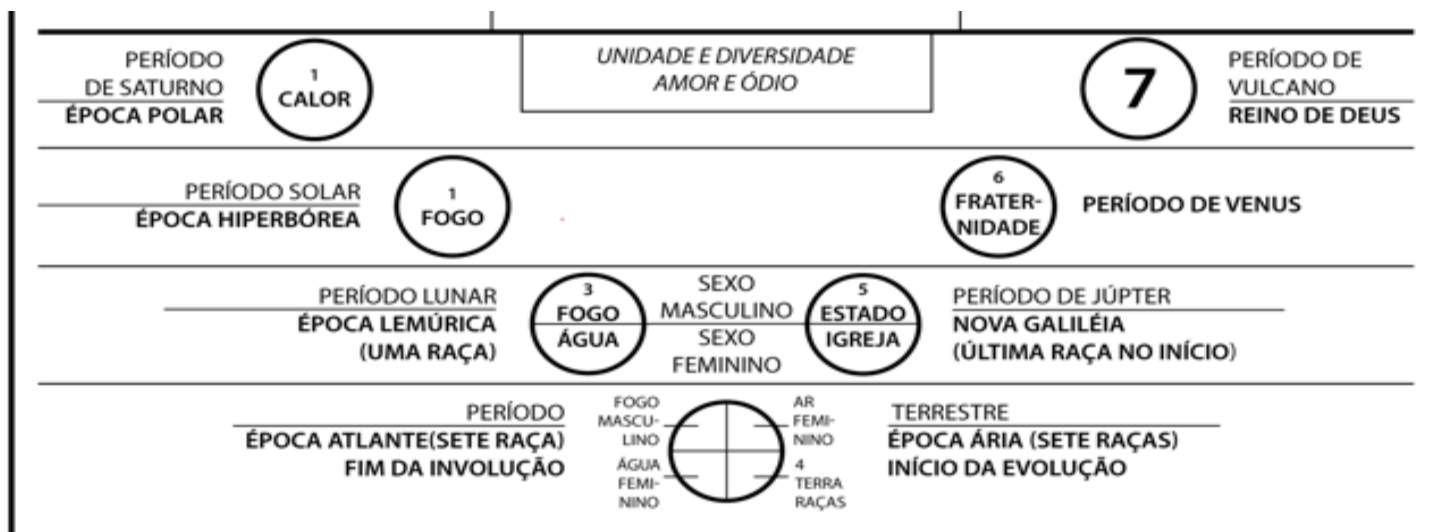 PERÍODO
DE SATURNO
ÉPOCA POLAR
1
CALOR
UNIDADE E DIVERSIDADE
AMOR E ÓDIO
7
PERÍODO DE
VULCANO
REINO DE DEUS
PERÍODO SOLAR
ÉPOCA HIPERBÓREA
1
FOGO
6
FRATER-
NIDADE
PERÍODO DE VENUS
PERÍODO LUNAR
ÉPOCA LEMÚRICA
(UMA RAÇA)
3
FOGO
ÁGUA
SEXO
MASCULINO
SEXO
FEMININO
5
ESTADO
IGREJA
PERÍODO DE JÚPTER
NOVA GALILÉIA
(ÚLTIMA RAÇA NO INÍCIO)
PERÍODO
ÉPOCA ATLANTE(SETE RAÇA)
FIM DA INVOLUÇÃO
FOGO
MASCU-
LINO
ÁGUA
FEMI-
NINO
AR
FEMI-
NINO
4
TERRA
RAÇAS
TERRESTRE
ÉPOCA ÁRIA (SETE RAÇAS)
INÍCIO DA EVOLUÇÃO